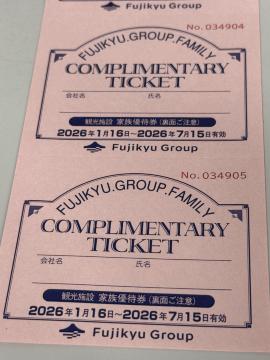 Fujikyu Group
No. 034904
FUJIKYU.GROUP.FAMILY
COMPLIMENTARY
TICKET
会社名 氏名
観光施設 家族優待券(裏面ご注意)
2026年1月16日~2026年7月15日有効
Fujikyu Group
No. 034905
FUJIKYU.GROUP.FAMILY
COMPLIMENTARY
TICKET
会社名 氏名
観光施設 家族優待券(裏面ご注意)
2026年1月16日~2026年7月15日有効
Fujikyu Group